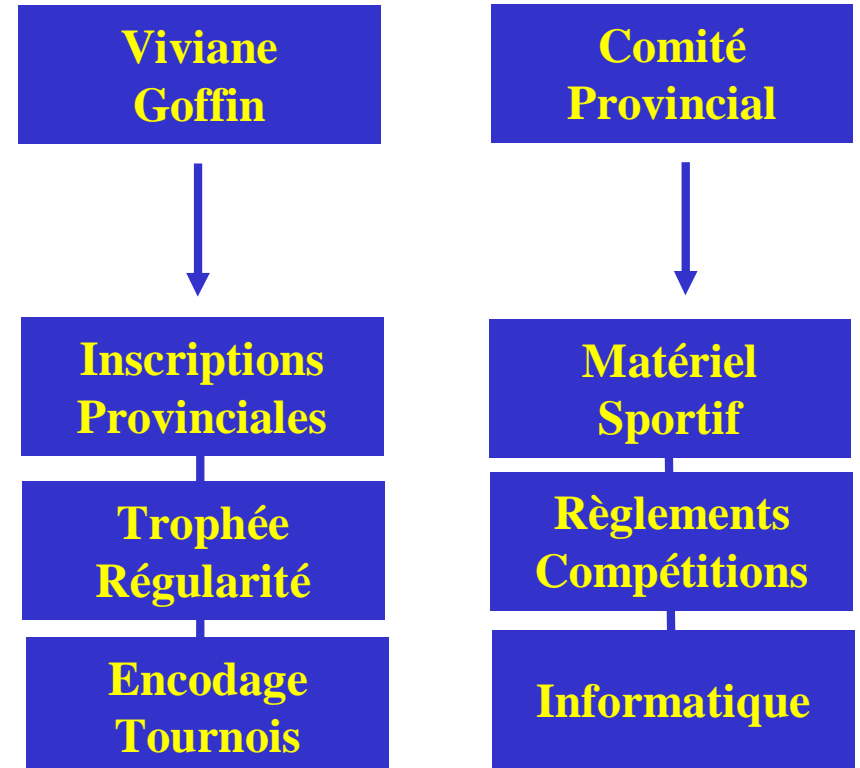 Viviane
Goffin
Inscriptions
Provinciales
Trophée
Régularité
Encodage
Tournois
Comité
Provincial
Matériel
Sportif
Règlements
Compétitions
Informatique